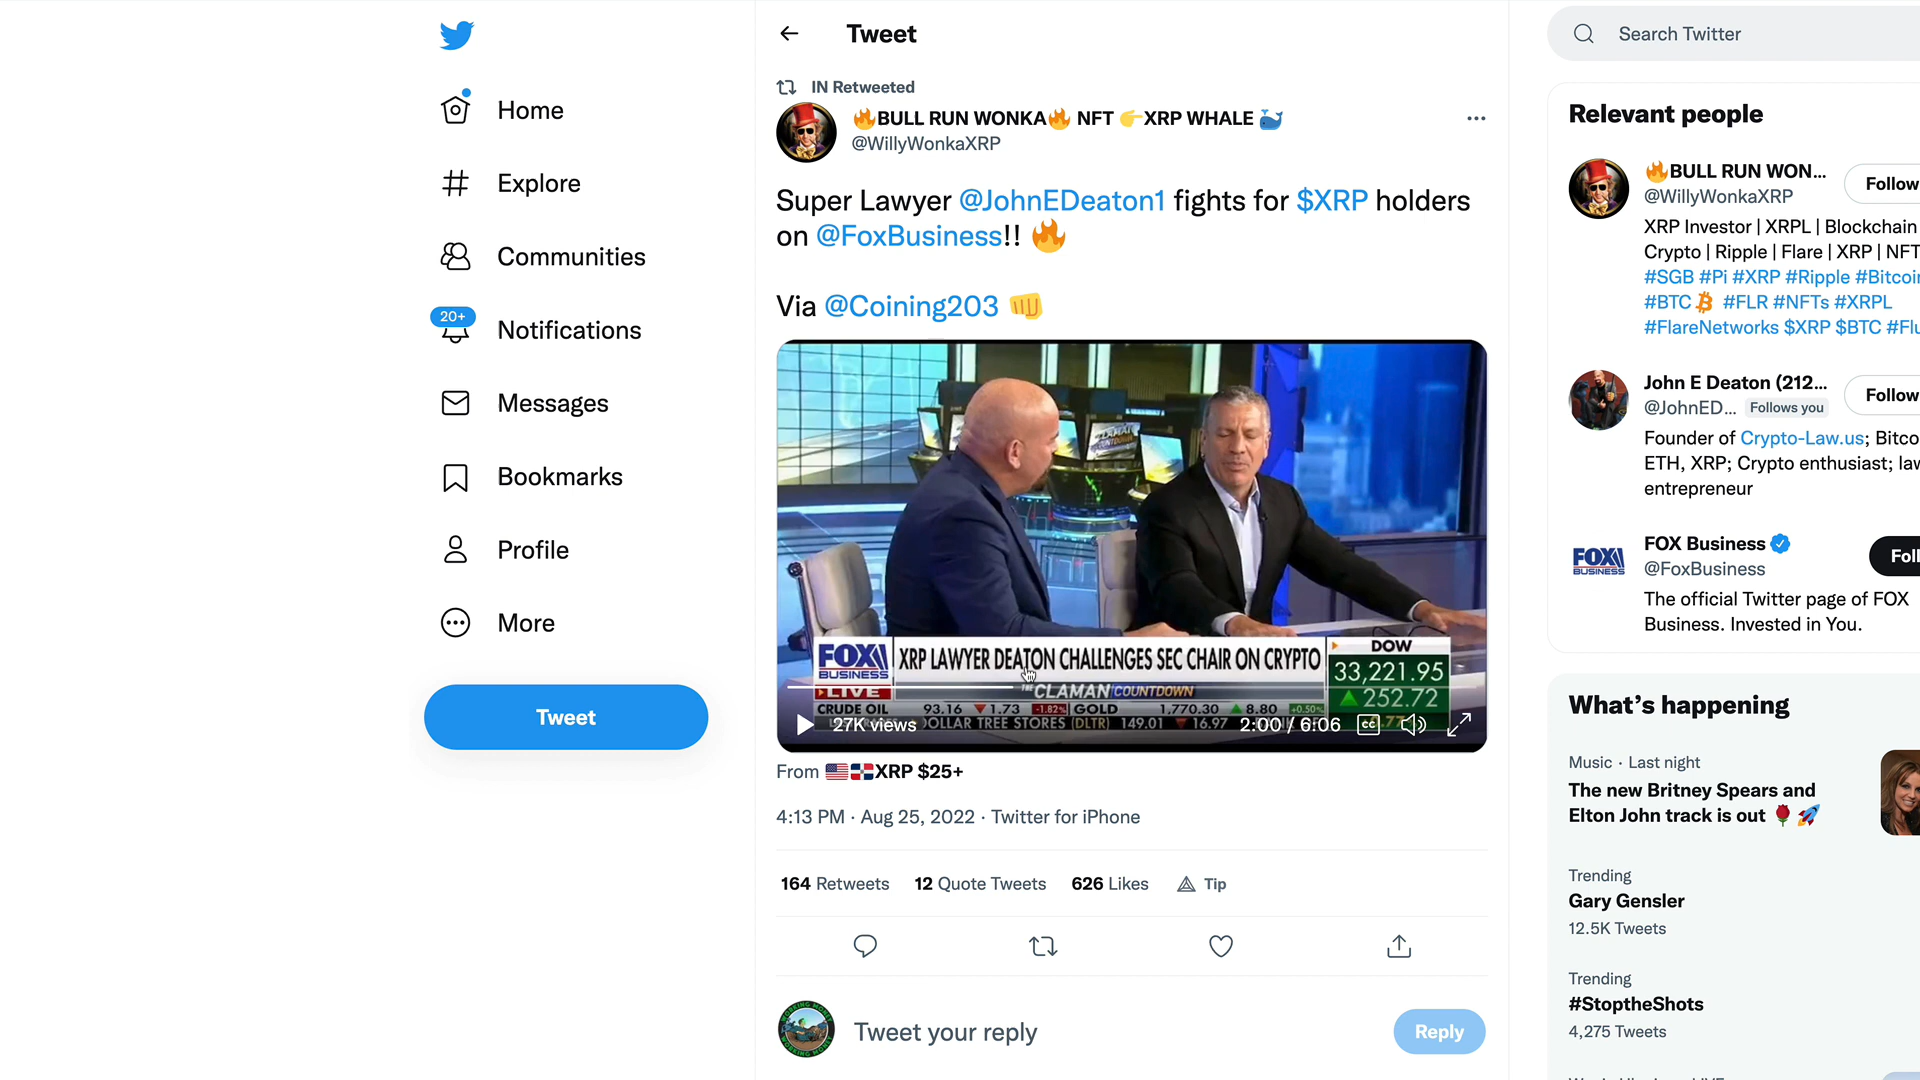 Home
Explore
Communities
20+
Notifications
Messages
Bookmarks
Profile
More
Tweet
Tweet
IN Retweeted
🔥BULL RUN WONKA🔥 NFT 👉XRP WHALE 🐳
@WillyWonkaXRP
Super Lawyer @JohnEDeaton1 fights for $XRP holders
on @FoxBusiness!! 🔥
Via @Coining203 👊
FOX BUSINESS
LIVE
XRP LAWYER DEATON CHALLENGES SEC CHAIR ON CRYPTO
THE CLAMAN COUNTDOWN
DOW
33,221.95
▲252.72
CRUDE OIL 93.16 ▼1.73 -1.82% GOLD 1,770.30 ▲8.80 +0.50%
DOLLAR TREE STORES (DLTR) 149.01 ▼16.97
27K views
2:00 / 6:06
CC
From 🇺🇸🇩🇴XRP $25+
4:13 PM · Aug 25, 2022 · Twitter for iPhone
164 Retweets 12 Quote Tweets 626 Likes Tip
WORKING MONEY
Tweet your reply
Reply
Search Twitter
Relevant people
🔥BULL RUN WON...
@WillyWonkaXRP
Follow
XRP Investor | XRPL | Blockchain
Crypto | Ripple | Flare | XRP | NFT
#SGB #Pi #XRP #Ripple #Bitcoin
#BTC #FLR #NFTs #XRPL
#FlareNetworks $XRP $BTC #Flu
John E Deaton (212...
@JohnED... Follows you
Follow
Founder of Crypto-Law.us; Bitco
ETH, XRP; Crypto enthusiast; law
entrepreneur
FOX BUSINESS
FOX Business
@FoxBusiness
Foll
The official Twitter page of FOX
Business. Invested in You.
What’s happening
Music · Last night
The new Britney Spears and
Elton John track is out 🌹🚀
Trending
Gary Gensler
12.5K Tweets
Trending
#StoptheShots
4,275 Tweets